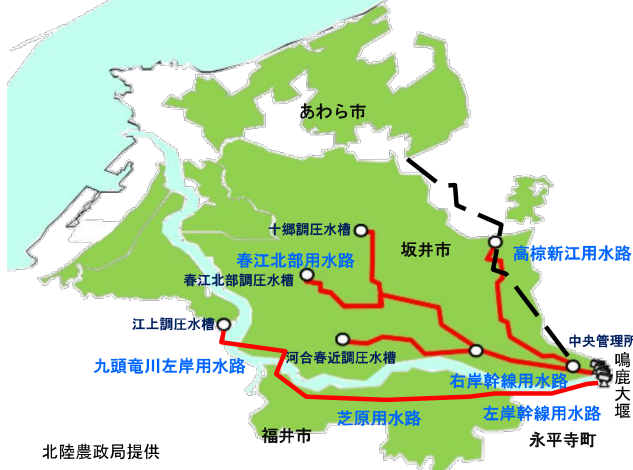 あわら市
十郷調圧水槽
坂井市
高椋新江用水路
春江北部用水路
春江北部調圧水槽
江上調圧水槽
中央管理所
河合春近調圧水槽
九頭竜川左岸用水路
鳴鹿大堰
右岸幹線用水路
芝原用水路
左岸幹線用水路
福井市
永平寺町
北陸農政局提供